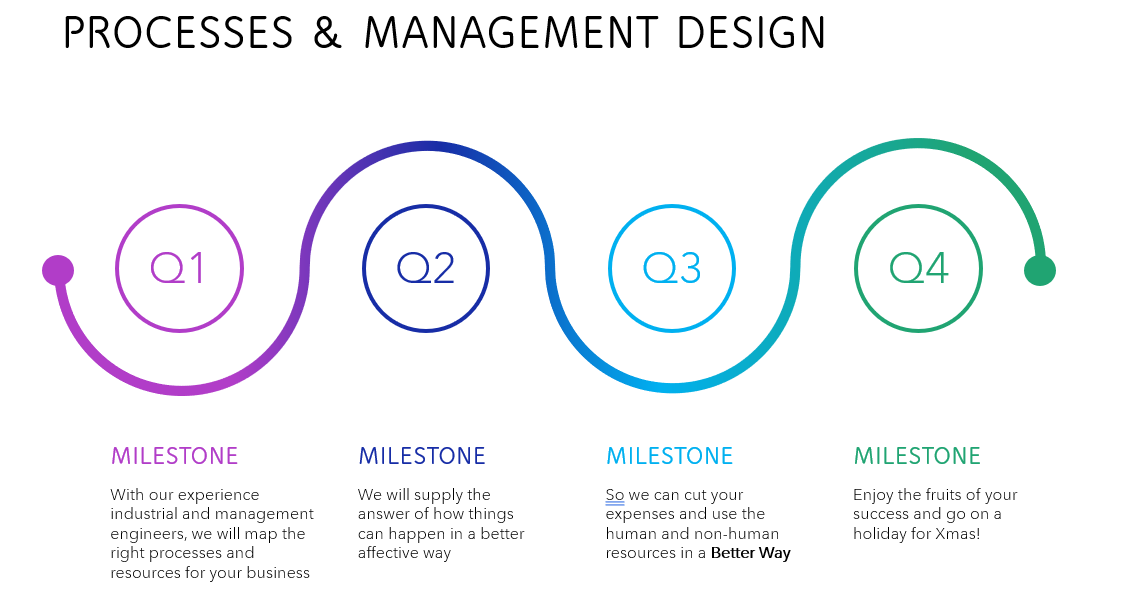 PROCESSES & MANAGEMENT DESIGN
Q1
Q2
Q3
Q4
MILESTONE
With our experience
industrial and management
engineers, we will map the
right processes and
resources for your business
MILESTONE
We will supply the
answer of how things
can happen in a better
affective way
MILESTONE
So we can cut your
expenses and use the
human and non-human
resources in a Better Way
MILESTONE
Enjoy the fruits of your
success and go on a
holiday for Xmas!